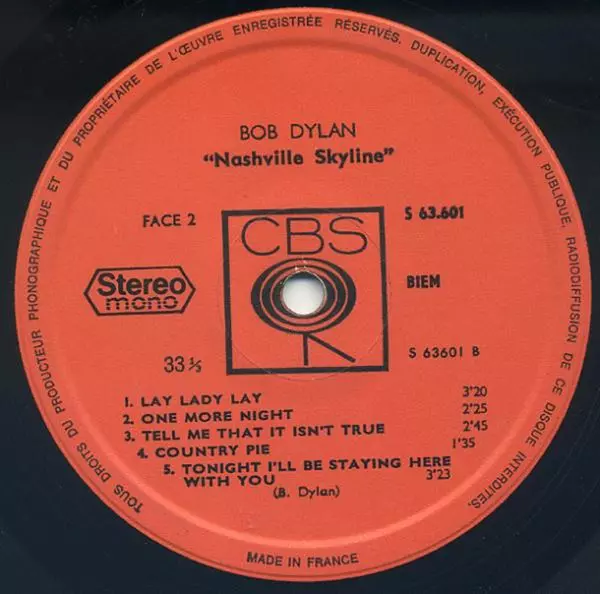 TOUS DROITS DU PRODUCTEUR PHONOGRAPHIQUE ET DU PROPRIÉTAIRE DE L'ŒUVRE ENREGISTRÉE RÉSERVÉS. DUPLICATION, EXÉCUTION PUBLIQUE, RADIODIFFUSION DE CE DISQUE INTERDITES.
BOB DYLAN
"Nashville Skyline"
FACE 2
S 63.601
CBS
Stereo
mono
BIEM
33 ⅓
S 63601 B
1. LAY LADY LAY 3'20
2. ONE MORE NIGHT 2'25
3. TELL ME THAT IT ISN'T TRUE 2'45
4. COUNTRY PIE 1'35
5. TONIGHT I'LL BE STAYING HERE
WITH YOU 3'23
(B. Dylan)
MADE IN FRANCE